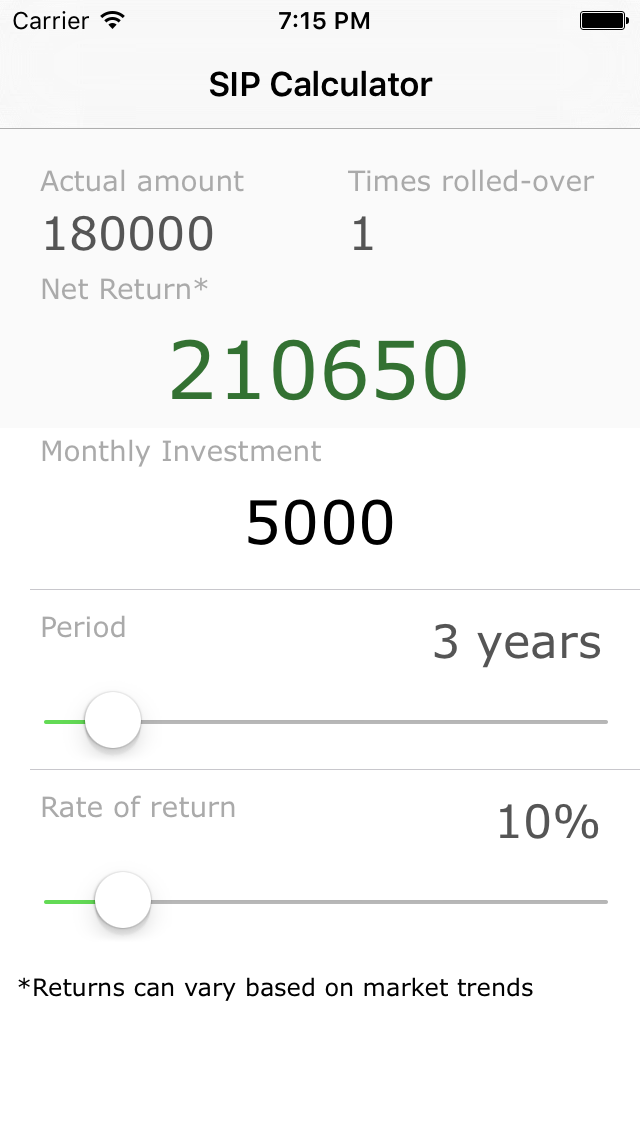 Carrier 7:15 PM
SIP Calculator
Actual amount Times rolled-over
180000 1
Net Return*
210650
Monthly Investment
5000
Period 3 years
Rate of return 10%
*Returns can vary based on market trends